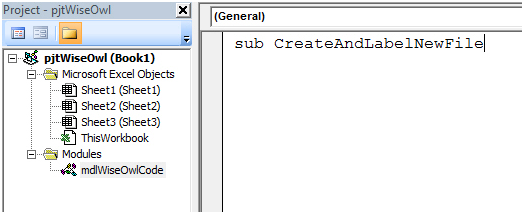 Project - pjtWiseOwl
pjtWiseOwl (Book1)
Microsoft Excel Objects
Sheet1 (Sheet1)
Sheet2 (Sheet2)
Sheet3 (Sheet3)
ThisWorkbook
Modules
mdlWiseOwlCode
(General)
sub CreateAndLabelNewFile